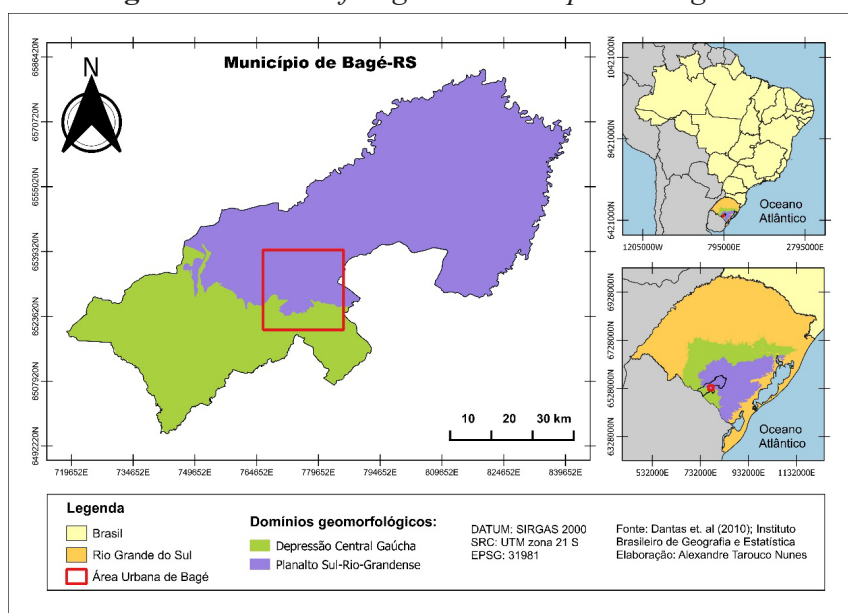 Município de Bagé-RS
N
6586420N
6570720N
6555020N
6539320N
6523620N
6507920N
6492220N
719652E
734652E
749652E
764652E
779652E
794652E
809652E
824652E
839652E
10 20 30 km
10421000N
8421000N
6421000N
1205000W
799000E
2795000E
Oceano
Atlântico
6928000N
6728000N
6528000N
6328000N
532000E
732000E
932000E
1132000E
Oceano
Atlântico
Legenda
Brasil
Rio Grande do Sul
Área Urbana de Bagé
Domínios geomorfológicos:
Depressão Central Gaúcha
Planalto Sul-Rio-Grandense
DATUM: SIRGAS 2000
SRC: UTM zona 21 S
EPSG: 31981
Fonte: Dantas et. al (2010); Instituto
Brasileiro de Geografia e Estatística
Elaboração: Alexandre Tarouco Nunes